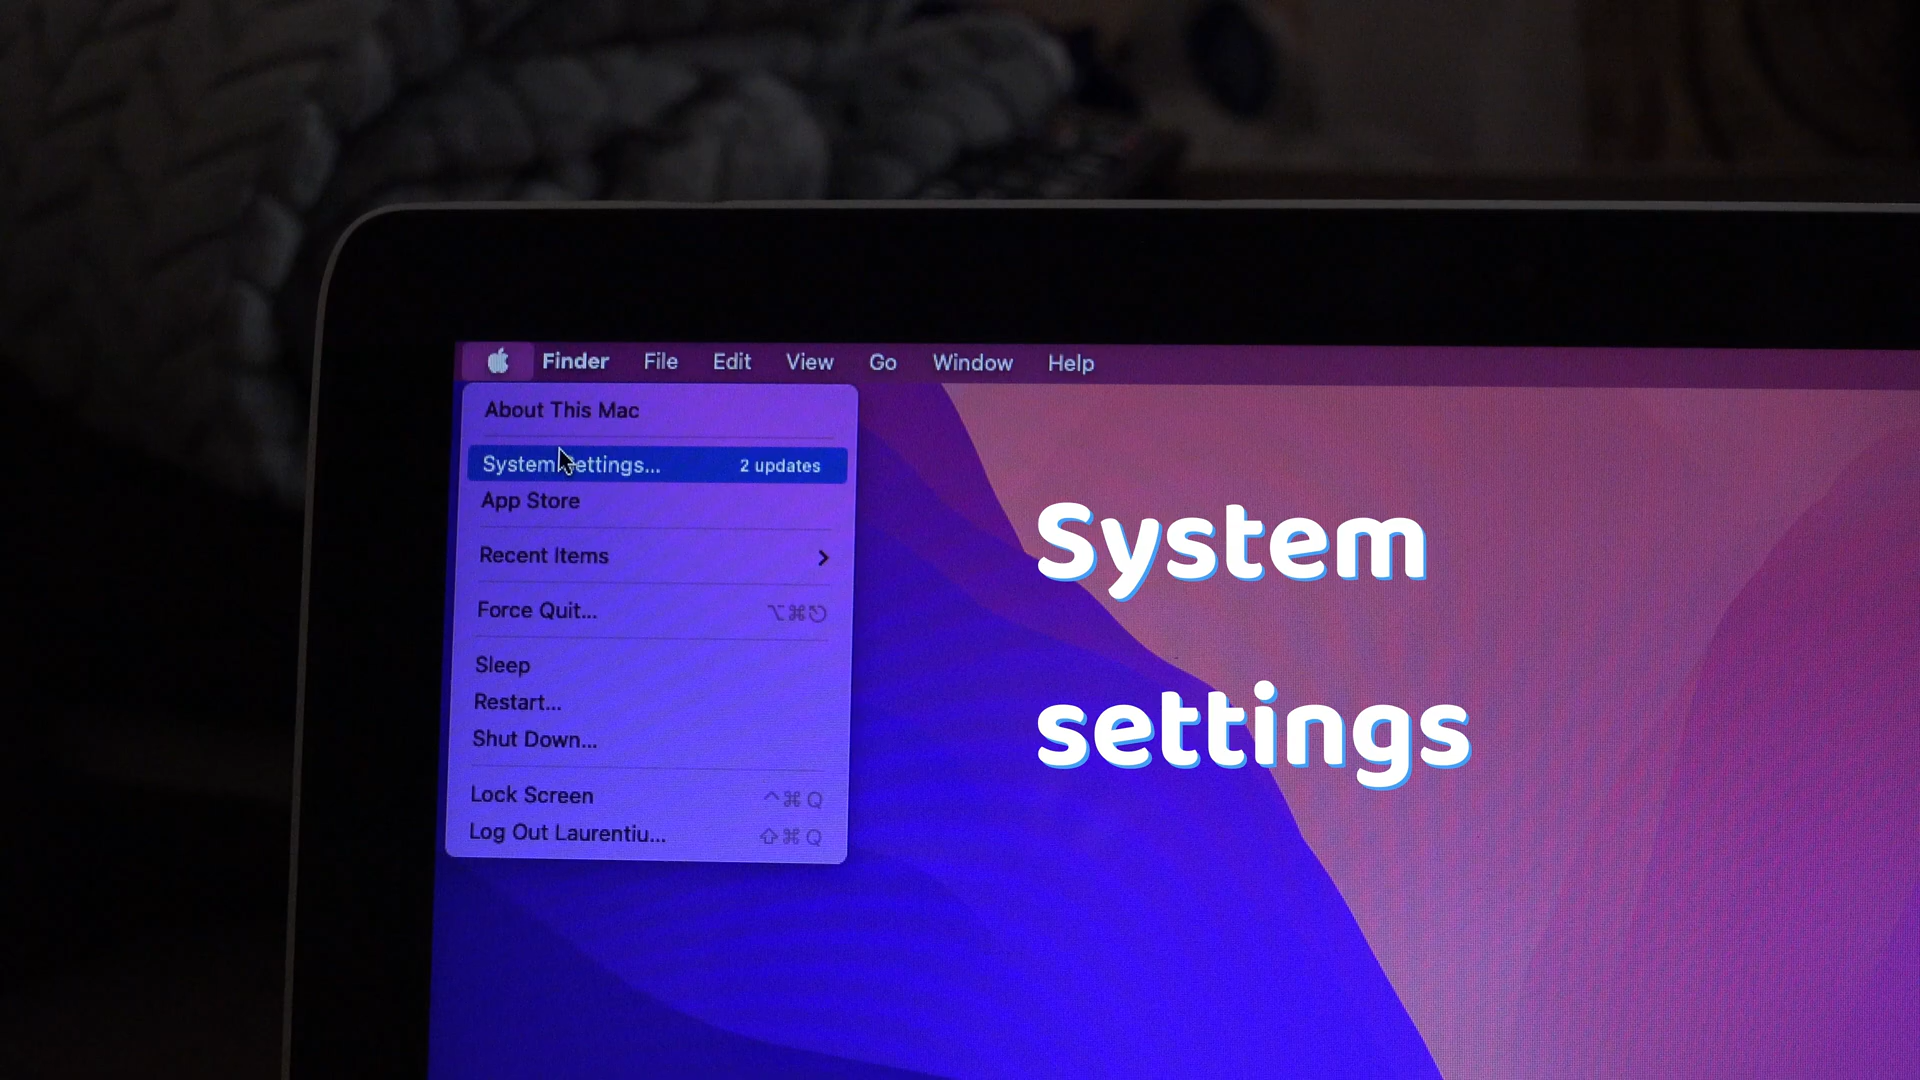 Finder File Edit View Go Window Help
About This Mac
System Settings... 2 updates
App Store
Recent Items
Force Quit... ⌥⌘⎋
Sleep
Restart...
Shut Down...
Lock Screen ^⌘Q
Log Out Laurentiu... ⇧⌘Q
System
settings